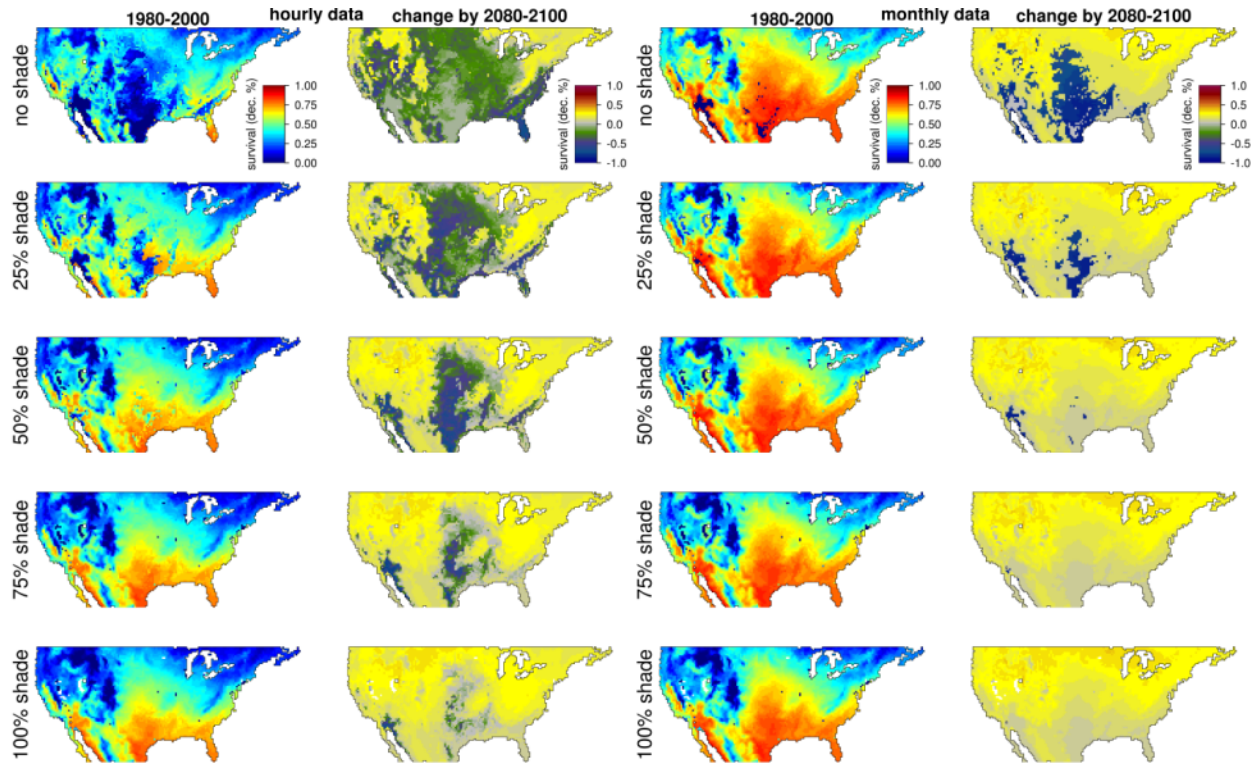 1980-2000 hourly data change by 2080-2100 1980-2000 monthly data change by 2080-2100
no shade
survival (dec. %)
1.00
0.75
0.50
0.25
0.00
survival (dec. %)
1.0
0.5
0.0
-0.5
-1.0
no shade
survival (dec. %)
1.00
0.75
0.50
0.25
0.00
survival (dec. %)
1.0
0.5
0.0
-0.5
-1.0
25% shade
25% shade
50% shade
50% shade
75% shade
75% shade
100% shade
100% shade